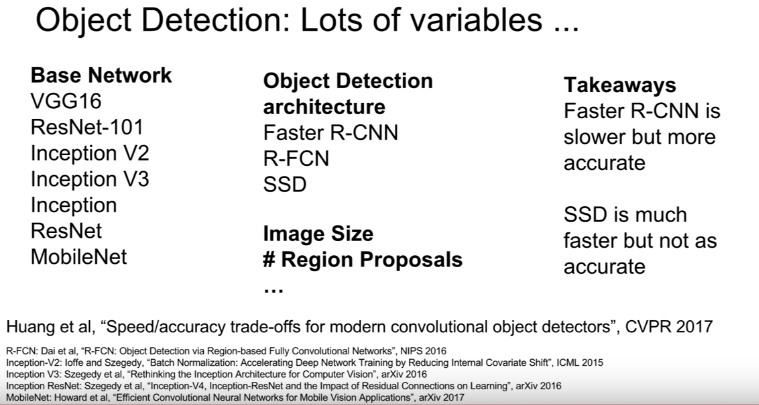 Object Detection: Lots of variables ...
Base Network
VGG16
ResNet-101
Inception V2
Inception V3
Inception
ResNet
MobileNet
Object Detection
architecture
Faster R-CNN
R-FCN
SSD
Image Size
# Region Proposals
...
Takeaways
Faster R-CNN is
slower but more
accurate
SSD is much
faster but not as
accurate
Huang et al, “Speed/accuracy trade-offs for modern convolutional object detectors”, CVPR 2017
R-FCN: Dai et al, “R-FCN: Object Detection via Region-based Fully Convolutional Networks”, NIPS 2016
Inception-V2: Ioffe and Szegedy, “Batch Normalization: Accelerating Deep Network Training by Reducing Internal Covariate Shift”, ICML 2015
Inception V3: Szegedy et al, “Rethinking the Inception Architecture for Computer Vision”, arXiv 2016
Inception ResNet: Szegedy et al, “Inception-V4, Inception-ResNet and the Impact of Residual Connections on Learning”, arXiv 2016
MobileNet: Howard et al, “Efficient Convolutional Neural Networks for Mobile Vision Applications”, arXiv 2017